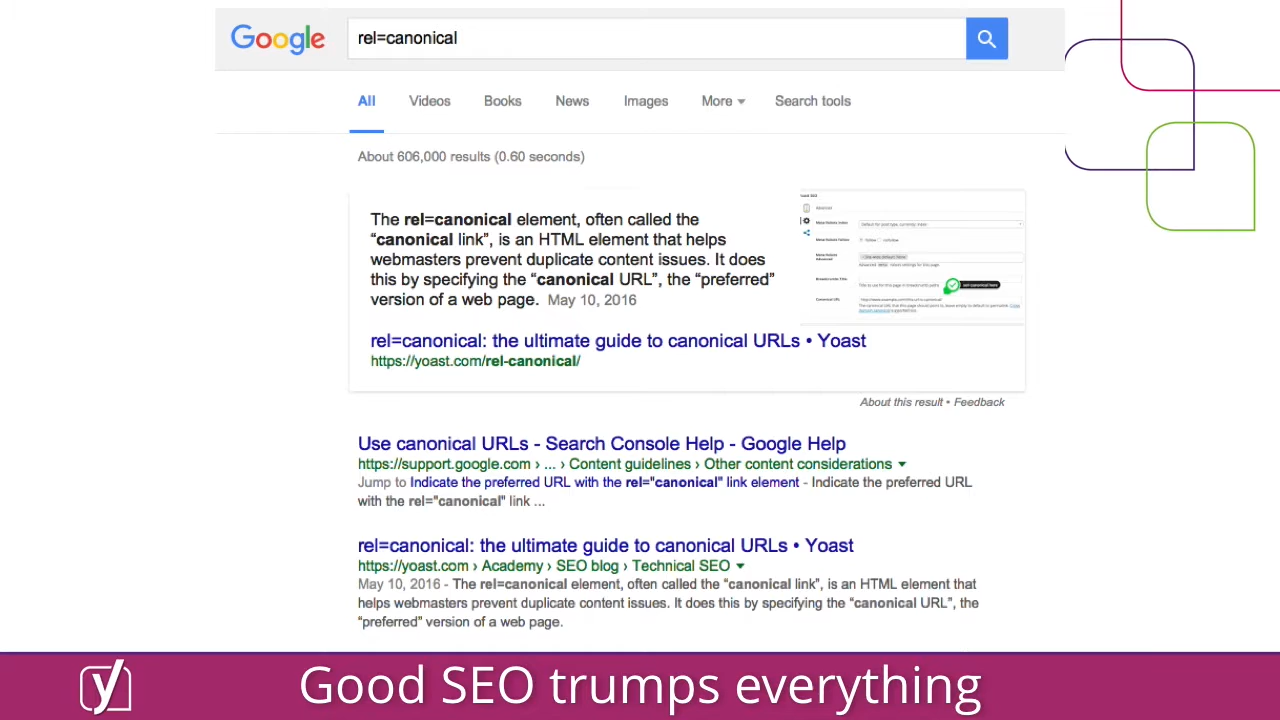 Google
rel=canonical
All Videos Books News Images More Search tools
About 606,000 results (0.60 seconds)
The rel=canonical element, often called the
“canonical link”, is an HTML element that helps
webmasters prevent duplicate content issues. It does
this by specifying the “canonical URL”, the “preferred”
version of a web page. May 10, 2016
rel=canonical: the ultimate guide to canonical URLs • Yoast
https://yoast.com/rel-canonical/
About this result • Feedback
Use canonical URLs - Search Console Help - Google Help
https://support.google.com › ... › Content guidelines › Other content considerations
Jump to Indicate the preferred URL with the rel="canonical" link element - Indicate the preferred URL
with the rel="canonical" link ...
rel=canonical: the ultimate guide to canonical URLs • Yoast
https://yoast.com › Academy › SEO blog › Technical SEO
May 10, 2016 - The rel=canonical element, often called the “canonical link”, is an HTML element that
helps webmasters prevent duplicate content issues. It does this by specifying the “canonical URL”, the
“preferred” version of a web page.
y Good SEO trumps everything